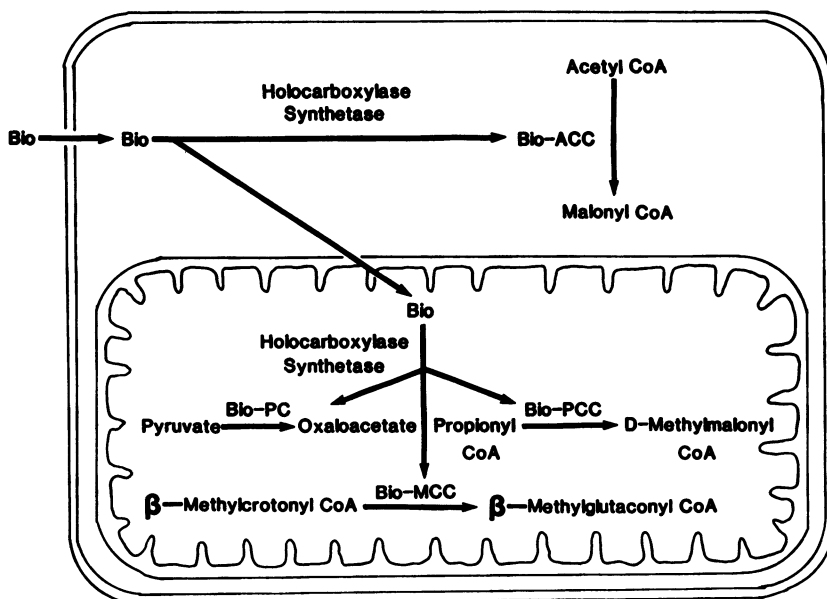 Acetyl CoA
Holocarboxylase
Synthetase
Bio
Bio
Bio-ACC
Malonyl CoA
Bio
Holocarboxylase
Synthetase
Bio-PC
Bio-PCC
Pyruvate
Oxaloacetate
Propionyl
CoA
D-Methylmalonyl
CoA
Bio-MCC
β-Methylcrotonyl CoA
β-Methylglutaconyl CoA